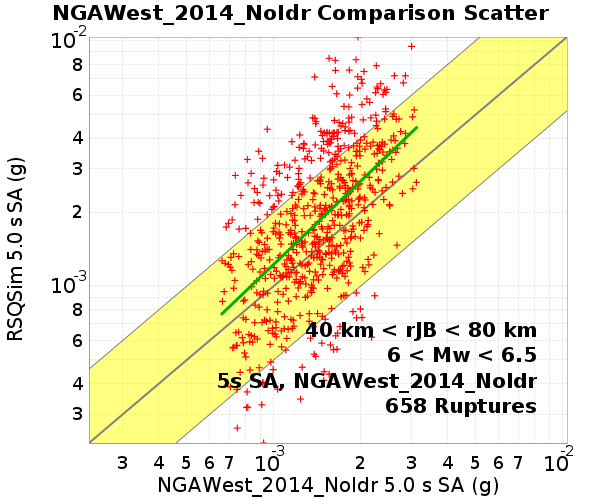 NGAWest_2014_NoIdr Comparison Scatter
10-2
8
6
4
3
2
10-3
8
6
4
3
RSQSim 5.0 s SA (g)
40 km < rJB < 80 km
6 < Mw < 6.5
5s SA, NGAWest_2014_NoIdr
658 Ruptures
3 4 5 6 7 10-3 2 3 4 5 6 7 10-2
NGAWest_2014_NoIdr 5.0 s SA (g)